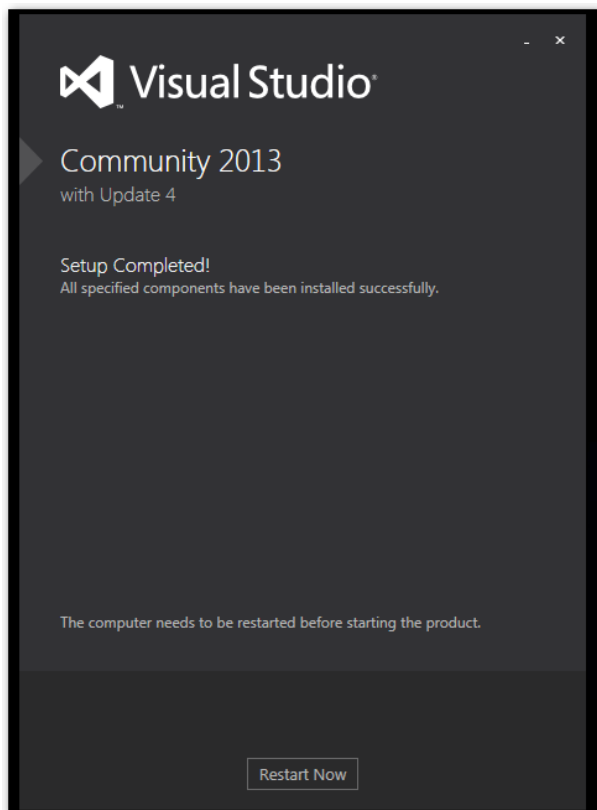 Visual Studio®
™
Community 2013
with Update 4
Setup Completed!
All specified components have been installed successfully.
The computer needs to be restarted before starting the product.
Restart Now